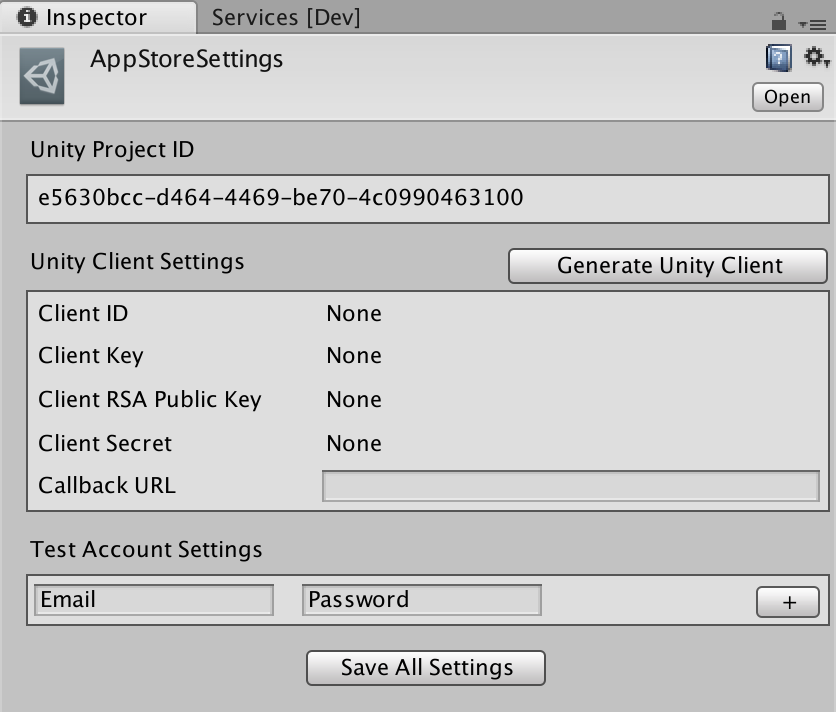 Inspector Services [Dev]
AppStoreSettings
Open
Unity Project ID
e5630bcc-d464-4469-be70-4c0990463100
Unity Client Settings Generate Unity Client
Client ID None
Client Key None
Client RSA Public Key None
Client Secret None
Callback URL
Test Account Settings
Email Password +
Save All Settings